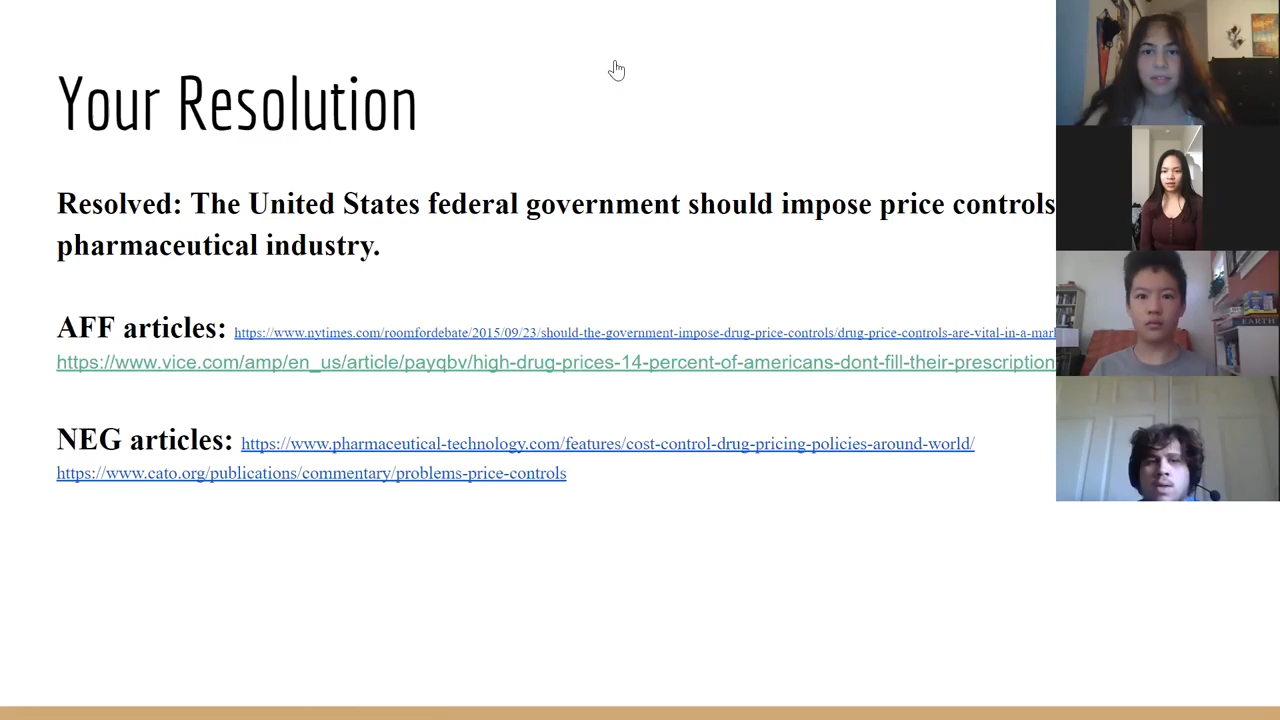 Your Resolution
Resolved: The United States federal government should impose price controls
pharmaceutical industry.
AFF articles: https://www.nytimes.com/roomfordebate/2015/09/23/should-the-government-impose-drug-price-controls/drug-price-controls-are-vital-in-a-mar
https://www.vice.com/amp/en_us/article/payqbv/high-drug-prices-14-percent-of-americans-dont-fill-their-prescription
NEG articles: https://www.pharmaceutical-technology.com/features/cost-control-drug-pricing-policies-around-world/
https://www.cato.org/publications/commentary/problems-price-controls
EARTH